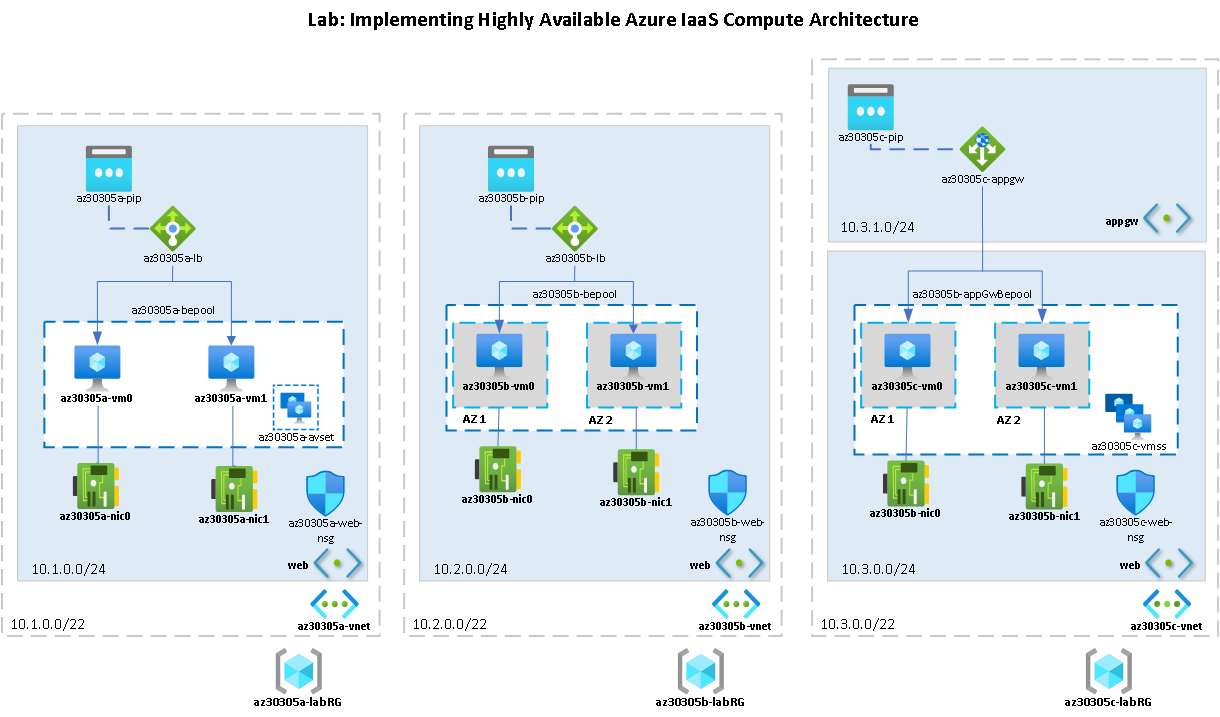 Lab: Implementing Highly Available Azure IaaS Compute Architecture
az30305a-pip
az30305a-lb
az30305a-bepool
az30305a-vm0
az30305a-vm1
az30305a-avset
az30305a-nic0
az30305a-nic1
az30305a-web-
nsg
web
10.1.0.0/24
az30305a-vnet
10.1.0.0/22
az30305a-labRG
az30305b-pip
az30305b-lb
az30305b-bepool
az30305b-vm0
az30305b-vm1
AZ 1
AZ 2
az30305b-nic0
az30305b-nic1
az30305b-web-
nsg
web
10.2.0.0/24
az30305b-vnet
10.2.0.0/22
az30305b-labRG
az30305c-pip
az30305c-appgw
10.3.1.0/24
appgw
az30305b-appGwBepool
az30305c-vm0
az30305c-vm1
AZ 1
AZ 2
az30305c-vmss
az30305b-nic0
az30305b-nic1
az30305c-web-
nsg
web
10.3.0.0/24
az30305c-vnet
10.3.0.0/22
az30305c-labRG